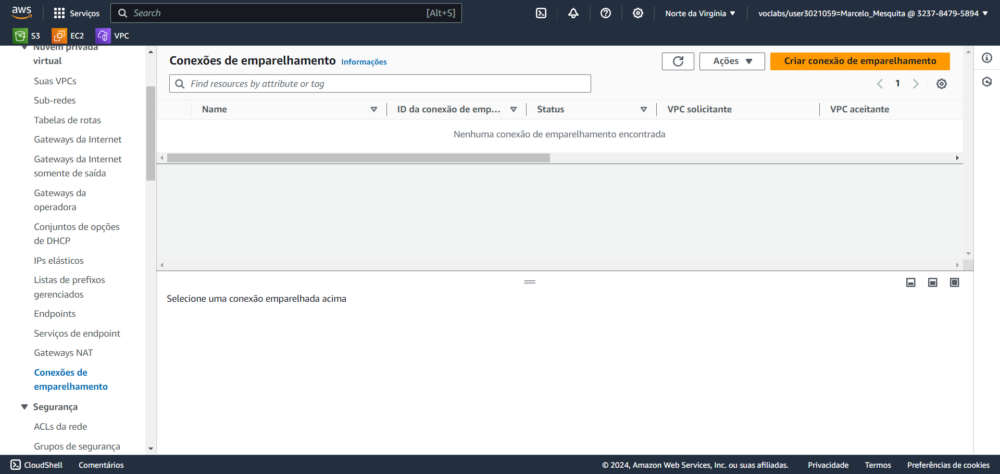 aws
Serviços
Search
[Alt+S]
Norte da Virgínia
voclabs/user3021059=Marcelo_Mesquita @ 3237-8479-5894
S3
EC2
VPC
Nuvem privada
virtual
Suas VPCs
Sub-redes
Tabelas de rotas
Gateways da Internet
Gateways da Internet
somente de saída
Gateways da
operadora
Conjuntos de opções
de DHCP
IPs elásticos
Listas de prefixos
gerenciados
Endpoints
Serviços de endpoint
Gateways NAT
Conexões de
emparelhamento
Segurança
ACLs da rede
Grupos de segurança
Conexões de emparelhamento
Informações
Ações
Criar conexão de emparelhamento
Find resources by attribute or tag
1
Name
ID da conexão de emp...
Status
VPC solicitante
VPC aceitante
Nenhuma conexão de emparelhamento encontrada
Selecione uma conexão emparelhada acima
CloudShell
Comentários
© 2024, Amazon Web Services, Inc. ou suas afiliadas.
Privacidade
Termos
Preferências de cookies